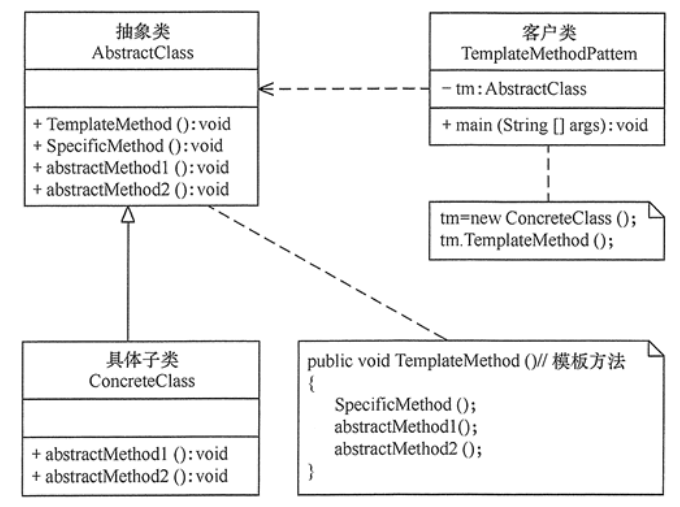 抽象类
AbstractClass
+ TemplateMethod ():void
+ SpecificMethod ():void
+ abstractMethod1 ():void
+ abstractMethod2 ():void
客户类
TemplateMethodPattem
- tm:AbstractClass
+ main (String [] args):void
tm=new ConcreteClass ();
tm.TemplateMethod ();
具体子类
ConcreteClass
+ abstractMethod1 ():void
+ abstractMethod2 ():void
public void TemplateMethod ()// 模板方法
{
SpecificMethod ();
abstractMethod1();
abstractMethod2 ();
}